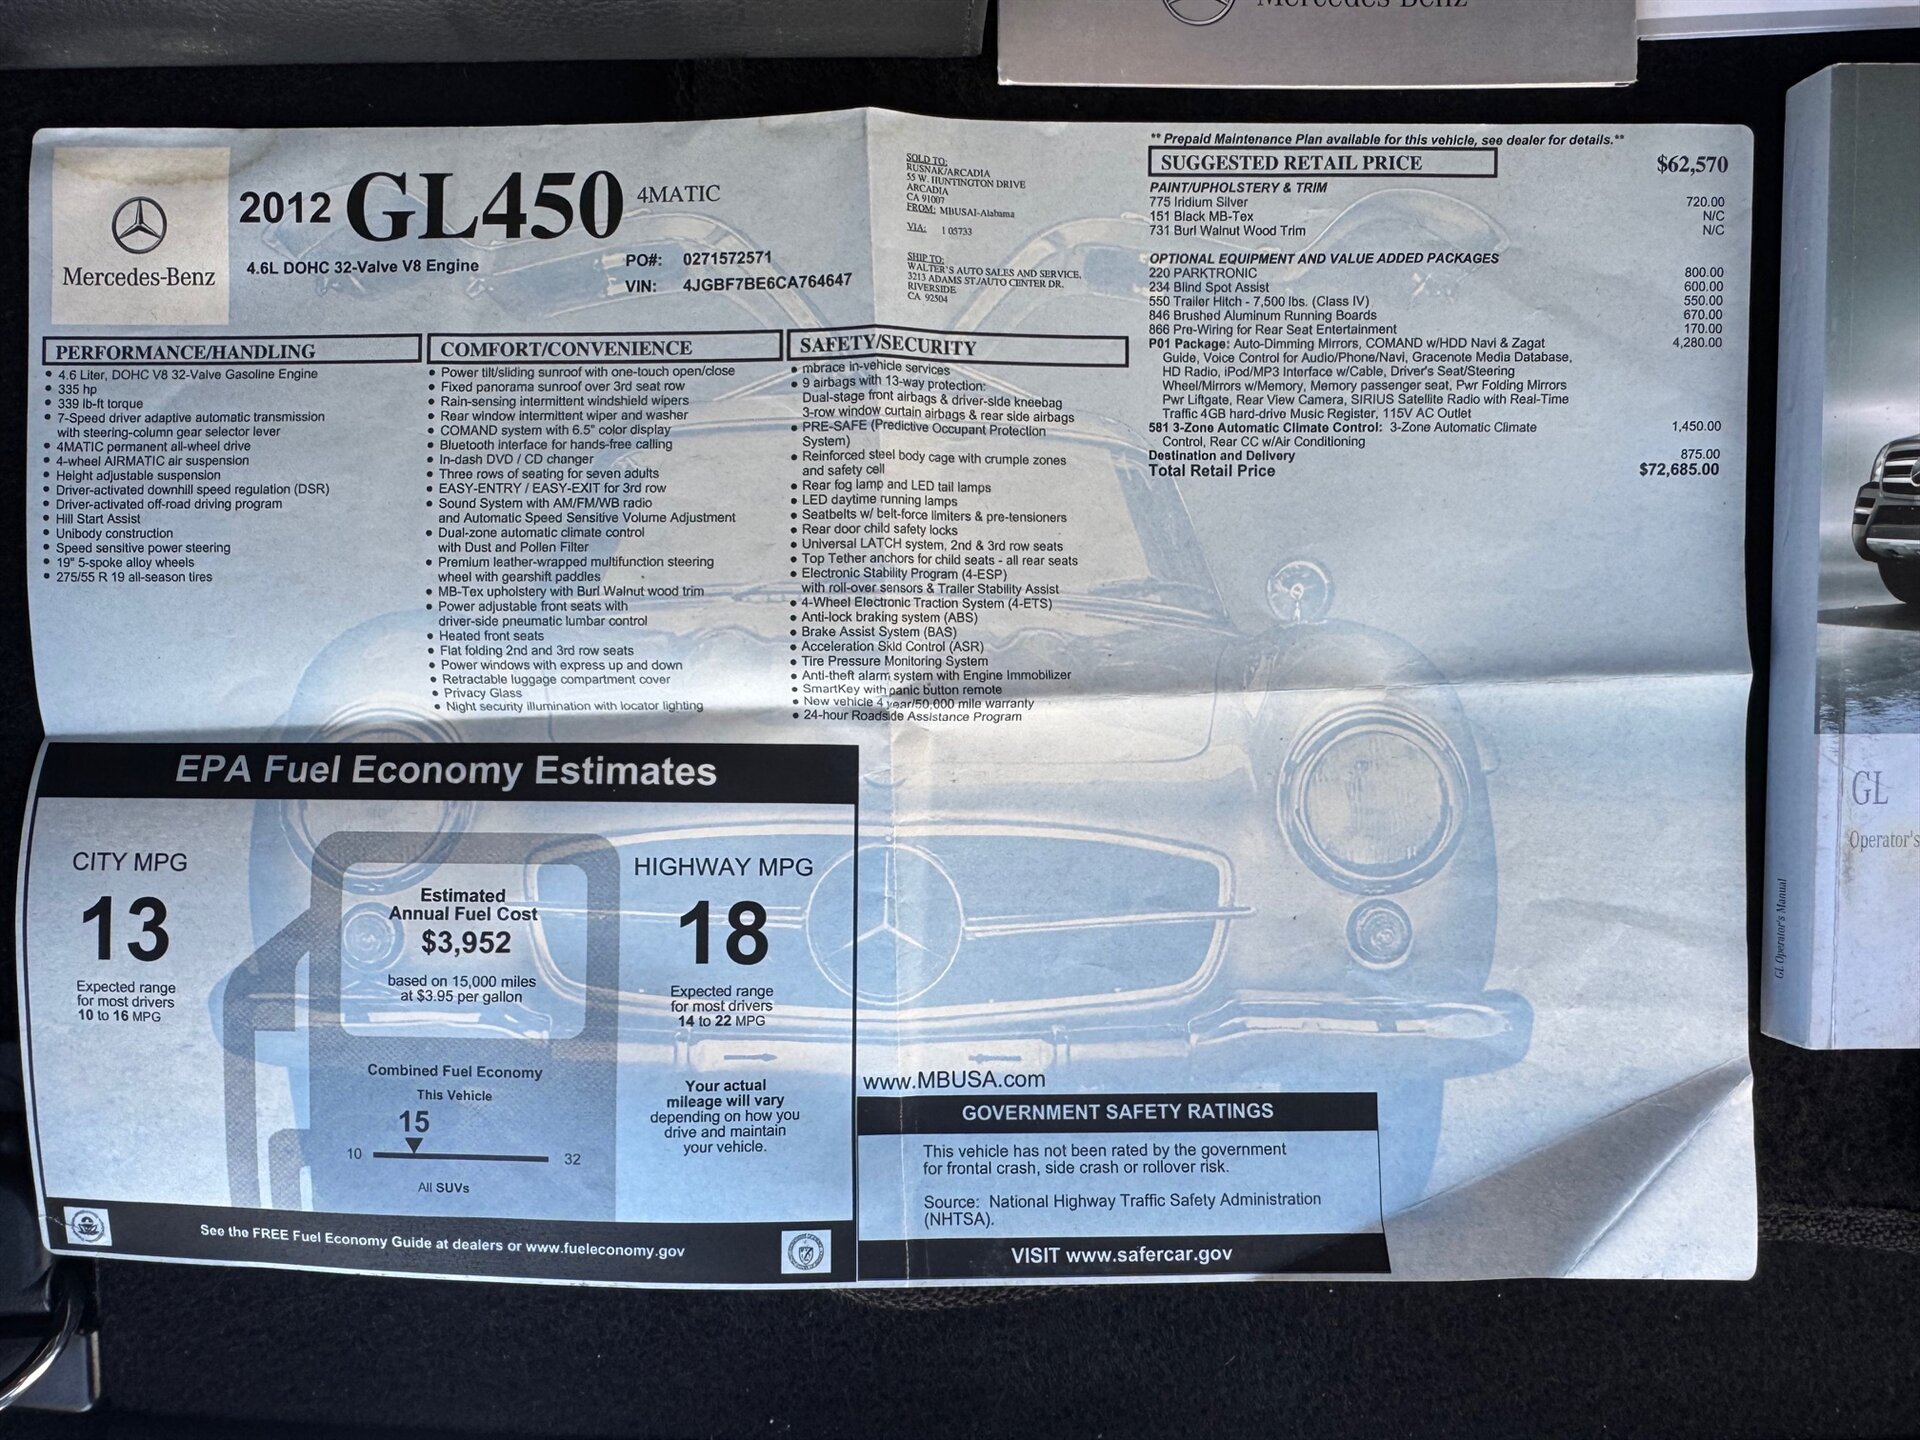 Mercedes-Benz
Mercedes-Benz
2012 GL450 4MATIC
4.6L DOHC 32-Valve V8 Engine
PO#: 0271572571
VIN: 4JGBF7BE6CA764647
SOLD TO:
RUSNAK/ARCADIA
55 W. HUNTINGTON DRIVE
ARCADIA
CA 91007
FROM: MBUSAI-Alabama
VIA: 1 05733
SHIP TO:
WALTER'S AUTO SALES AND SERVICE,
3213 ADAMS ST./AUTO CENTER DR.
RIVERSIDE
CA 92504
PERFORMANCE/HANDLING
• 4.6 Liter, DOHC V8 32-Valve Gasoline Engine
• 335 hp
• 339 lb-ft torque
• 7-Speed driver adaptive automatic transmission
with steering-column gear selector lever
• 4MATIC permanent all-wheel drive
• 4-wheel AIRMATIC air suspension
• Height adjustable suspension
• Driver-activated downhill speed regulation (DSR)
• Driver-activated off-road driving program
• Hill Start Assist
• Unibody construction
• Speed sensitive power steering
• 19" 5-spoke alloy wheels
• 275/55 R 19 all-season tires
COMFORT/CONVENIENCE
• Power tilt/sliding sunroof with one-touch open/close
• Fixed panorama sunroof over 3rd seat row
• Rain-sensing intermittent windshield wipers
• Rear window intermittent wiper and washer
• COMAND system with 6.5" color display
• Bluetooth interface for hands-free calling
• In-dash DVD / CD changer
• Three rows of seating for seven adults
• EASY-ENTRY / EASY-EXIT for 3rd row
• Sound System with AM/FM/WB radio
and Automatic Speed Sensitive Volume Adjustment
• Dual-zone automatic climate control
with Dust and Pollen Filter
• Premium leather-wrapped multifunction steering
wheel with gearshift paddles
• MB-Tex upholstery with Burl Walnut wood trim
• Power adjustable front seats with
driver-side pneumatic lumbar control
• Heated front seats
• Flat folding 2nd and 3rd row seats
• Power windows with express up and down
• Retractable luggage compartment cover
• Privacy Glass
• Night security illumination with locator lighting
SAFETY/SECURITY
• mbrace in-vehicle services
• 9 airbags with 13-way protection:
Dual-stage front airbags & driver-side kneebag
3-row window curtain airbags & rear side airbags
• PRE-SAFE (Predictive Occupant Protection
System)
• Reinforced steel body cage with crumple zones
and safety cell
• Rear fog lamp and LED tail lamps
• LED daytime running lamps
• Seatbelts w/ belt-force limiters & pre-tensioners
• Rear door child safety locks
• Universal LATCH system, 2nd & 3rd row seats
• Top Tether anchors for child seats - all rear seats
• Electronic Stability Program (4-ESP)
with roll-over sensors & Trailer Stability Assist
• 4-Wheel Electronic Traction System (4-ETS)
• Anti-lock braking system (ABS)
• Brake Assist System (BAS)
• Acceleration Skid Control (ASR)
• Tire Pressure Monitoring System
• Anti-theft alarm system with Engine Immobilizer
• SmartKey with panic button remote
• New vehicle 4 year/50,000 mile warranty
• 24-hour Roadside Assistance Program
** Prepaid Maintenance Plan available for this vehicle, see dealer for details.**
SUGGESTED RETAIL PRICE $62,570
PAINT/UPHOLSTERY & TRIM
775 Iridium Silver 720.00
151 Black MB-Tex N/C
731 Burl Walnut Wood Trim N/C
OPTIONAL EQUIPMENT AND VALUE ADDED PACKAGES
220 PARKTRONIC 800.00
234 Blind Spot Assist 600.00
550 Trailer Hitch - 7,500 lbs. (Class IV) 550.00
846 Brushed Aluminum Running Boards 670.00
866 Pre-Wiring for Rear Seat Entertainment 170.00
P01 Package: Auto-Dimming Mirrors, COMAND w/HDD Navi & Zagat 4,280.00
Guide, Voice Control for Audio/Phone/Navi, Gracenote Media Database,
HD Radio, iPod/MP3 Interface w/Cable, Driver's Seat/Steering
Wheel/Mirrors w/Memory, Memory passenger seat, Pwr Folding Mirrors
Pwr Liftgate, Rear View Camera, SIRIUS Satellite Radio with Real-Time
Traffic 4GB hard-drive Music Register, 115V AC Outlet
581 3-Zone Automatic Climate Control: 3-Zone Automatic Climate 1,450.00
Control, Rear CC w/Air Conditioning
Destination and Delivery 875.00
Total Retail Price $72,685.00
EPA Fuel Economy Estimates
CITY MPG
13
Expected range
for most drivers
10 to 16 MPG
Estimated
Annual Fuel Cost
$3,952
based on 15,000 miles
at $3.95 per gallon
Combined Fuel Economy
This Vehicle
15
10 32
All SUVs
HIGHWAY MPG
18
Expected range
for most drivers
14 to 22 MPG
Your actual
mileage will vary
depending on how you
drive and maintain
your vehicle.
See the FREE Fuel Economy Guide at dealers or www.fueleconomy.gov
www.MBUSA.com
GOVERNMENT SAFETY RATINGS
This vehicle has not been rated by the government
for frontal crash, side crash or rollover risk.
Source: National Highway Traffic Safety Administration
(NHTSA).
VISIT www.safercar.gov
GL
Operator's
GL Operator's Manual